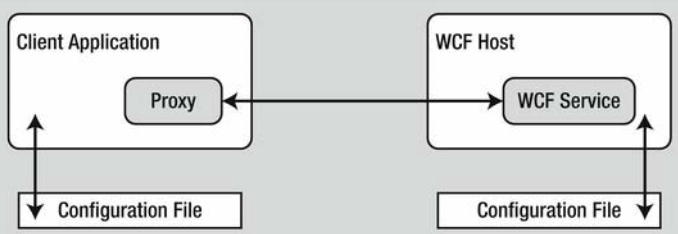 Client Application
Proxy
Configuration File
WCF Host
WCF Service
Configuration File